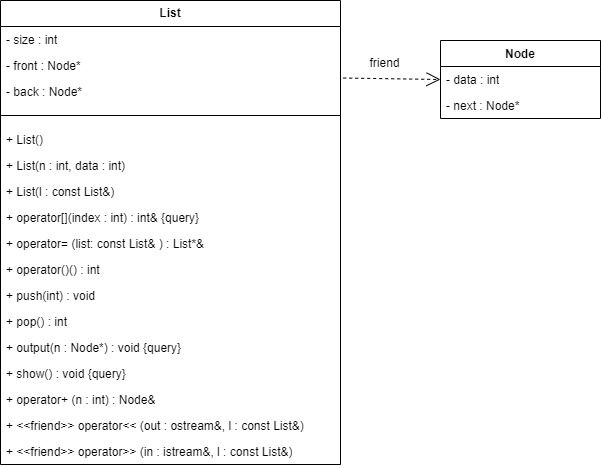 List
- size : int
- front : Node*
- back : Node*
+ List()
+ List(n : int, data : int)
+ List(l : const List&)
+ operator[](index : int) : int& {query}
+ operator= (list: const List& ) : List*&
+ operator()() : int
+ push(int) : void
+ pop() : int
+ output(n : Node*) : void {query}
+ show() : void {query}
+ operator+ (n : int) : Node&
+ <<friend>> operator<< (out : ostream&, l : const List&)
+ <<friend>> operator>> (in : istream&, l : const List&)
friend
Node
- data : int
- next : Node*